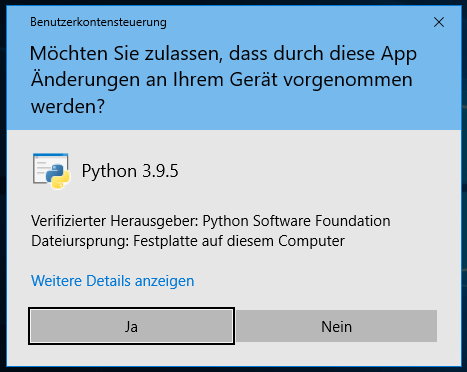 Benutzerkontensteuerung
Möchten Sie zulassen, dass durch diese App
Änderungen an Ihrem Gerät vorgenommen
werden?
Python 3.9.5
Verifizierter Herausgeber: Python Software Foundation
Dateiursprung: Festplatte auf diesem Computer
Weitere Details anzeigen
Ja
Nein